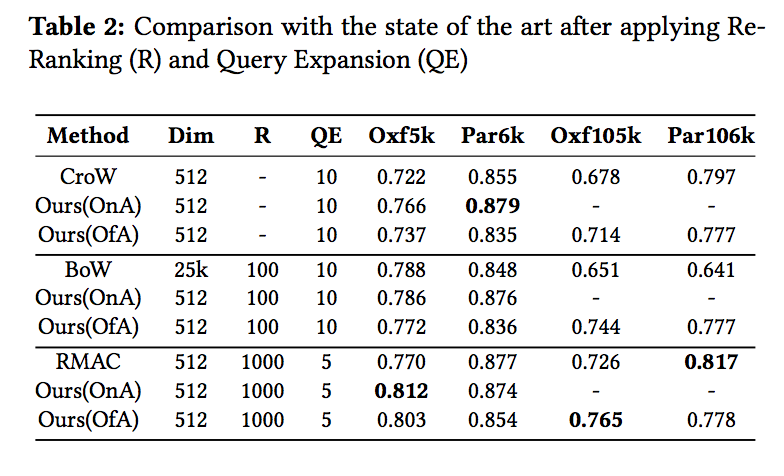 Table 2: Comparison with the state of the art after applying Re-
Ranking (R) and Query Expansion (QE)
Method Dim R QE Oxf5k Par6k Oxf105k Par106k
CroW 512 - 10 0.722 0.855 0.678 0.797
Ours(OnA) 512 - 10 0.766 0.879 - -
Ours(OfA) 512 - 10 0.737 0.835 0.714 0.777
BoW 25k 100 10 0.788 0.848 0.651 0.641
Ours(OnA) 512 100 10 0.786 0.876 - -
Ours(OfA) 512 100 10 0.772 0.836 0.744 0.777
RMAC 512 1000 5 0.770 0.877 0.726 0.817
Ours(OnA) 512 1000 5 0.812 0.874 - -
Ours(OfA) 512 1000 5 0.803 0.854 0.765 0.778